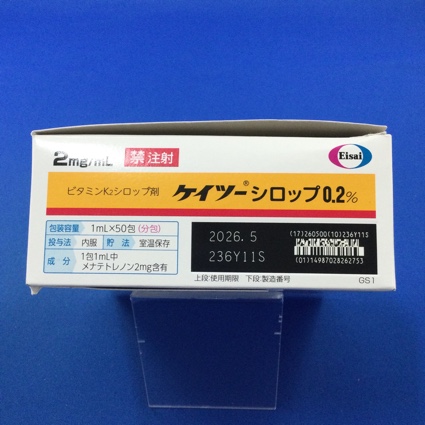 2mg/mL 禁注射
Eisai
ビタミンK₂シロップ剤 ケイツー®シロップ0.2%
包装容量 1mL×50包(分包)
投与法 内服 貯法 室温保存
成分 1包1mL中
メナテトレノン2mg含有
2026.5
236Y11S
上段:使用期限 下段:製造番号
(17)260500(10)236Y11S
(01)14987028262753
GS1